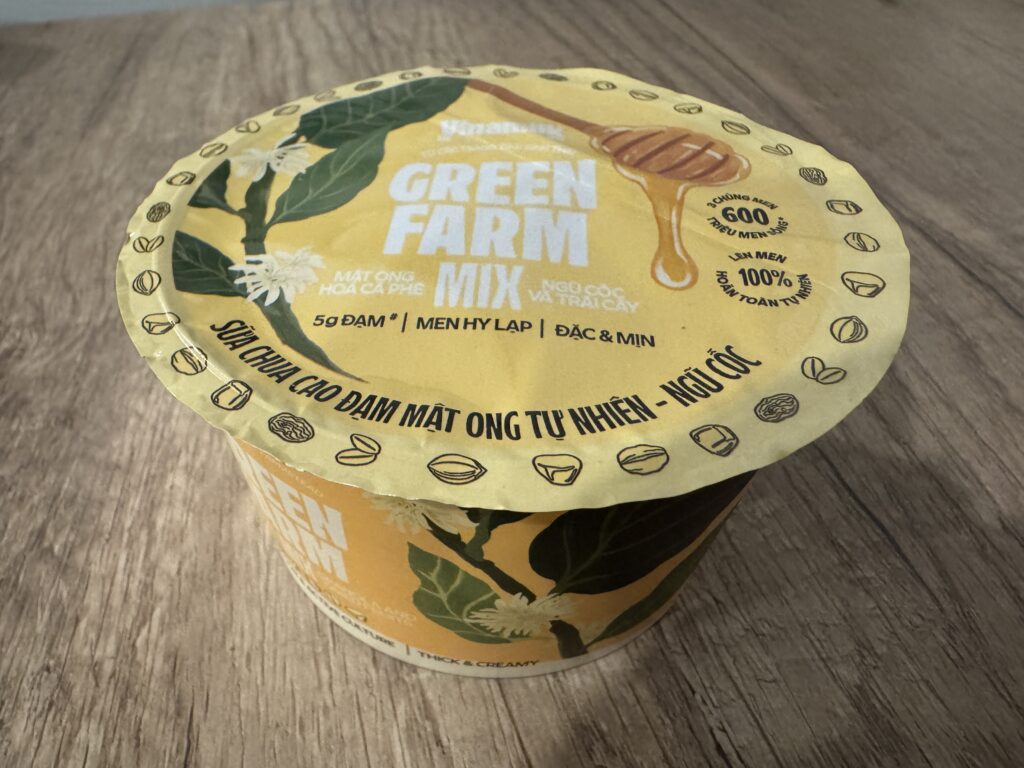 Vinamilk
GREEN
FARM
MIX
MẬT ONG
HOA CÀ PHÊ
NGŨ CỐC
VÀ TRÁI CÂY
5g ĐẠM # | MEN HY LẠP | ĐẶC & MỊN
SỮA CHUA CAO ĐẠM MẬT ONG TỰ NHIÊN - NGŨ CỐC
3 CHỦNG MEN
600
TRIỆU MEN SỐNG*
LÊN MEN
100%
HOÀN TOÀN TỰ NHIÊN
CULTURE | THICK & CREAMY